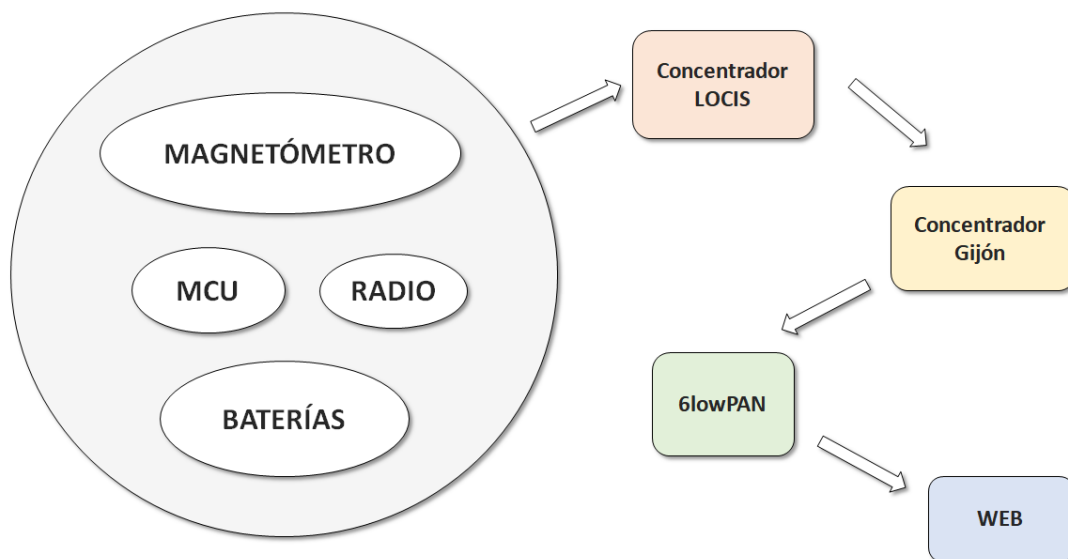 MAGNETÓMETRO
MCU
RADIO
BATERÍAS
Concentrador
LOCIS
Concentrador
Gijón
6lowPAN
WEB